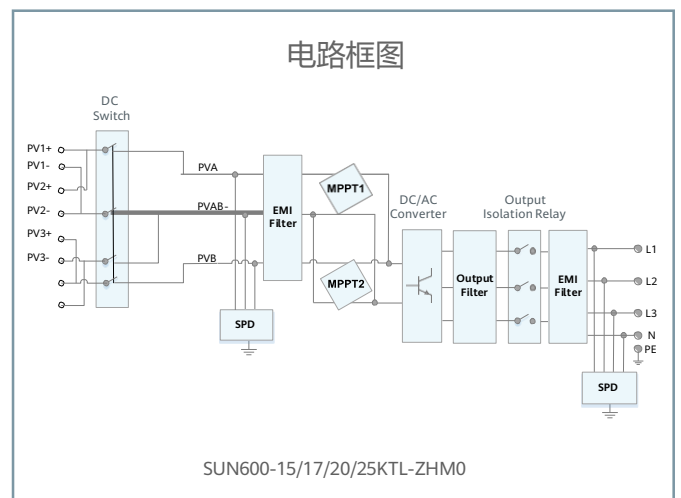 电路框图
DC
Switch
PV1+
PV1-
PV2+
PV2-
PV3+
PV3-
PVA
PVAB-
PVB
EMI
Filter
SPD
MPPT1
MPPT2
DC/AC
Converter
Output
Filter
Output
Isolation Relay
EMI
Filter
L1
L2
L3
N
PE
SPD
SUN600-15/17/20/25KTL-ZHM0